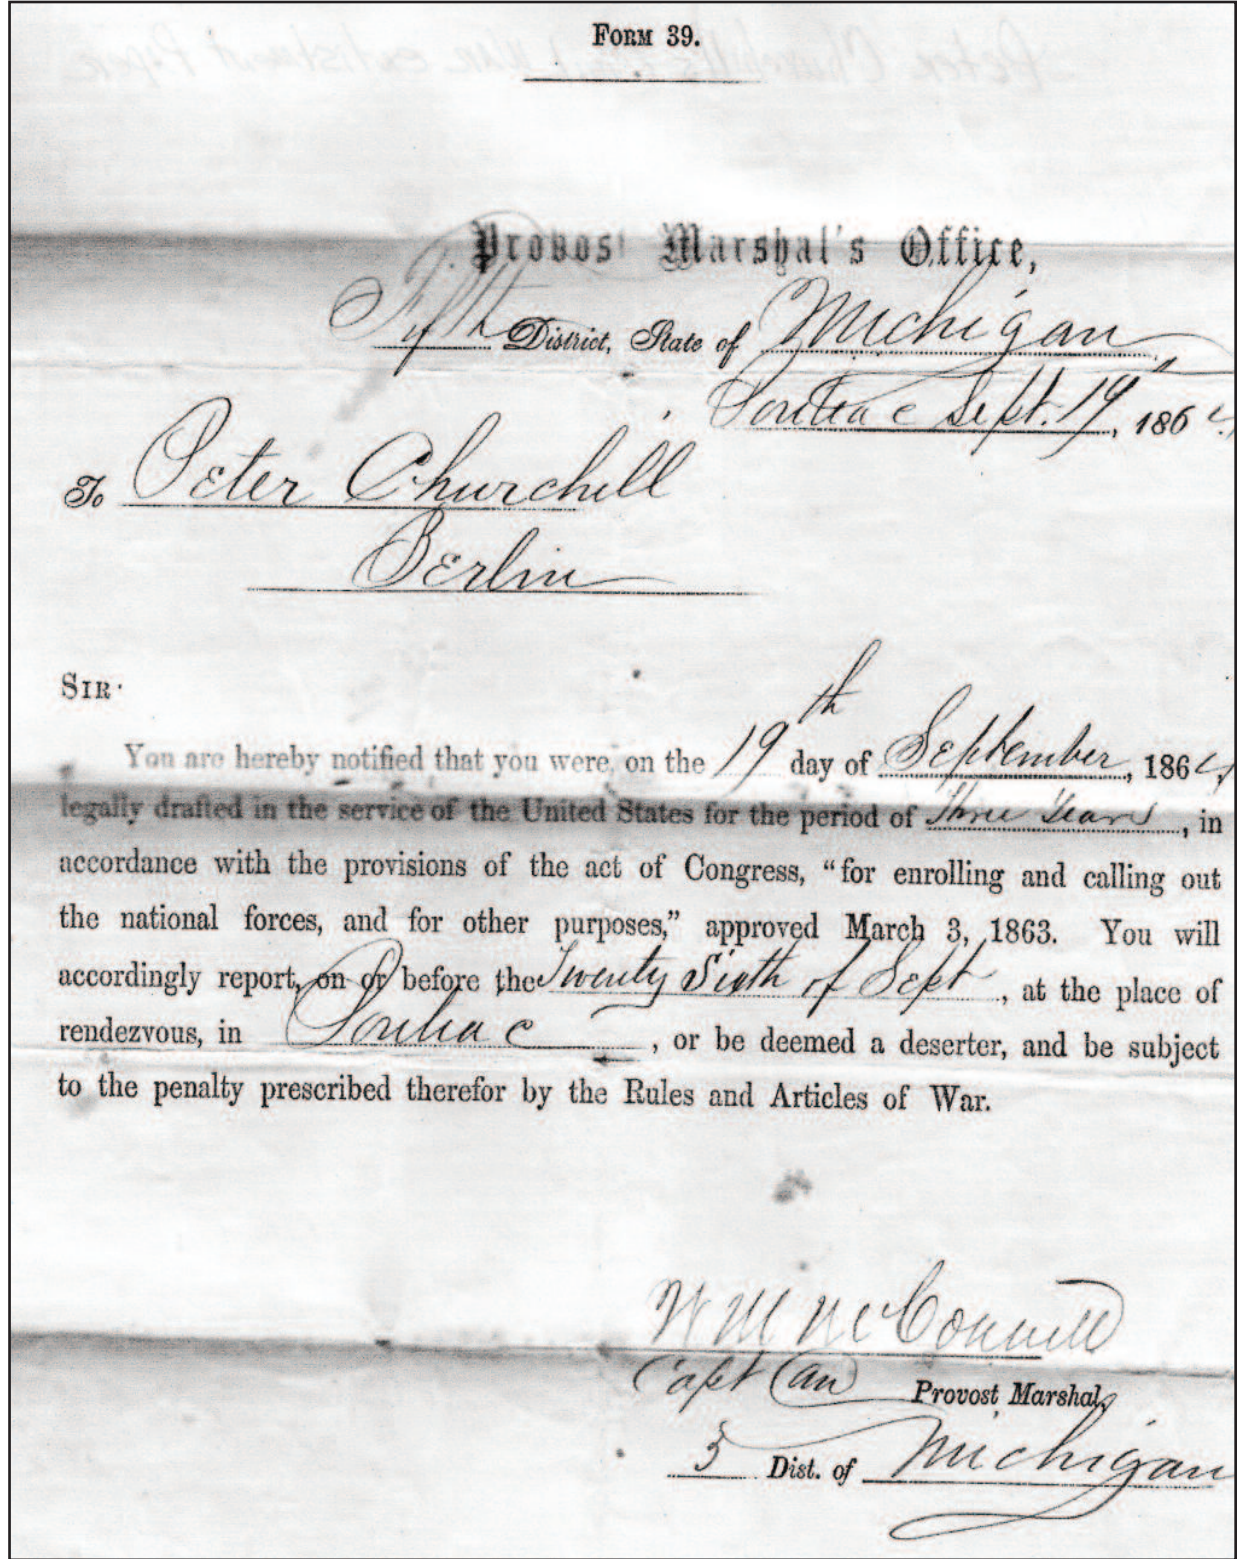 FORM 39.
Provost Marshal's Office,
Fifth District, State of Michigan,
Pontiac Sept. 19, 1864.
To Peter Churchill
Berlin
SIR·
You are hereby notified that you were, on the 19th day of September, 1864,
legally drafted in the service of the United States for the period of Three Years, in
accordance with the provisions of the act of Congress, "for enrolling and calling out
the national forces, and for other purposes," approved March 3, 1863. You will
accordingly report, on or before the Twenty Sixth of Sept, at the place of
rendezvous, in Pontiac, or be deemed a deserter, and be subject
to the penalty prescribed therefor by the Rules and Articles of War.
W M McConnell
Capt Provost Marshal,
5 Dist. of Michigan